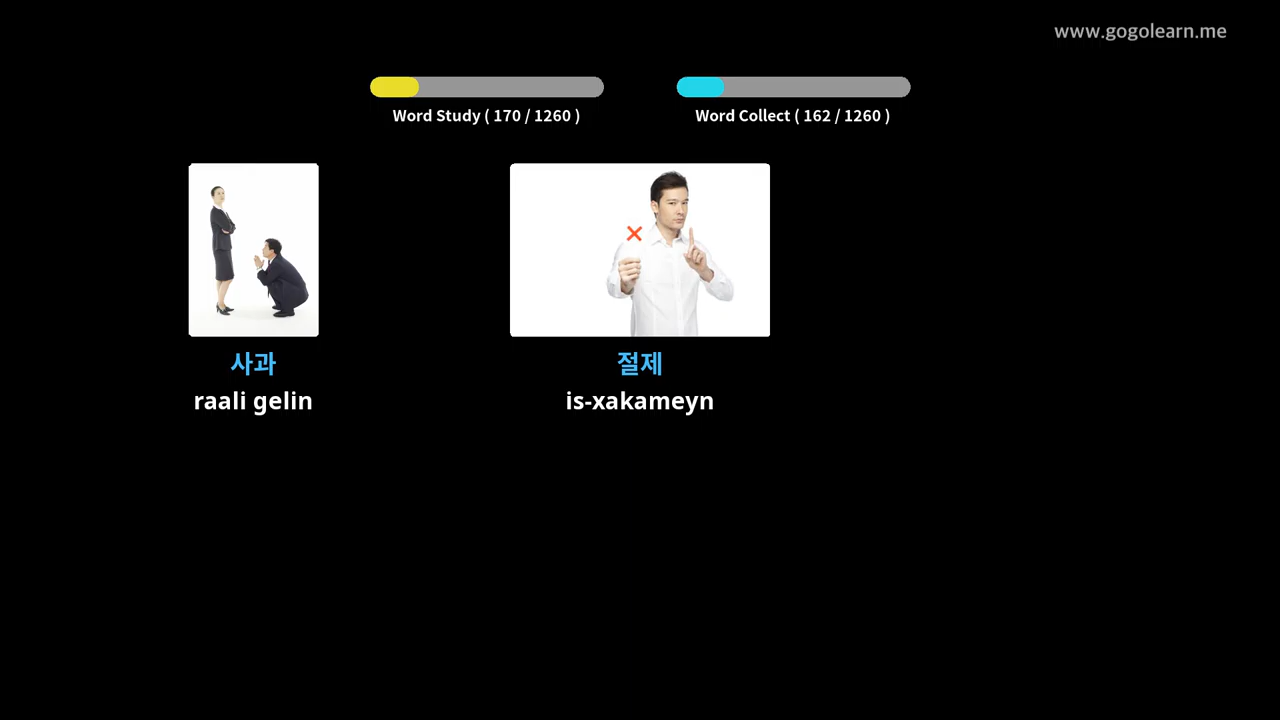 www.gogolearn.me
Word Study ( 170 / 1260 )
Word Collect ( 162 / 1260 )
사과
raali gelin
절제
is-xakameyn